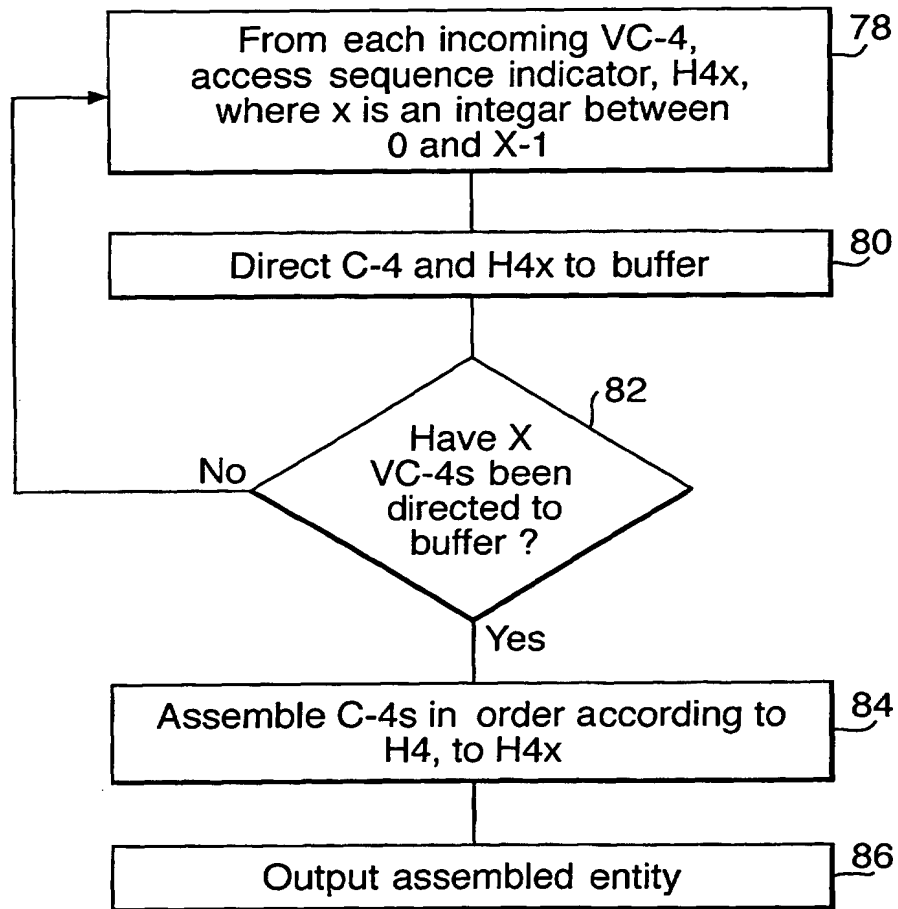 From each incoming VC-4,
access sequence indicator, H4x,
where x is an integar between
0 and X-1
78
Direct C-4 and H4x to buffer
80
82
Have X
VC-4s been
directed to
buffer ?
No
Yes
Assemble C-4s in order according to
H4, to H4x
84
Output assembled entity
86